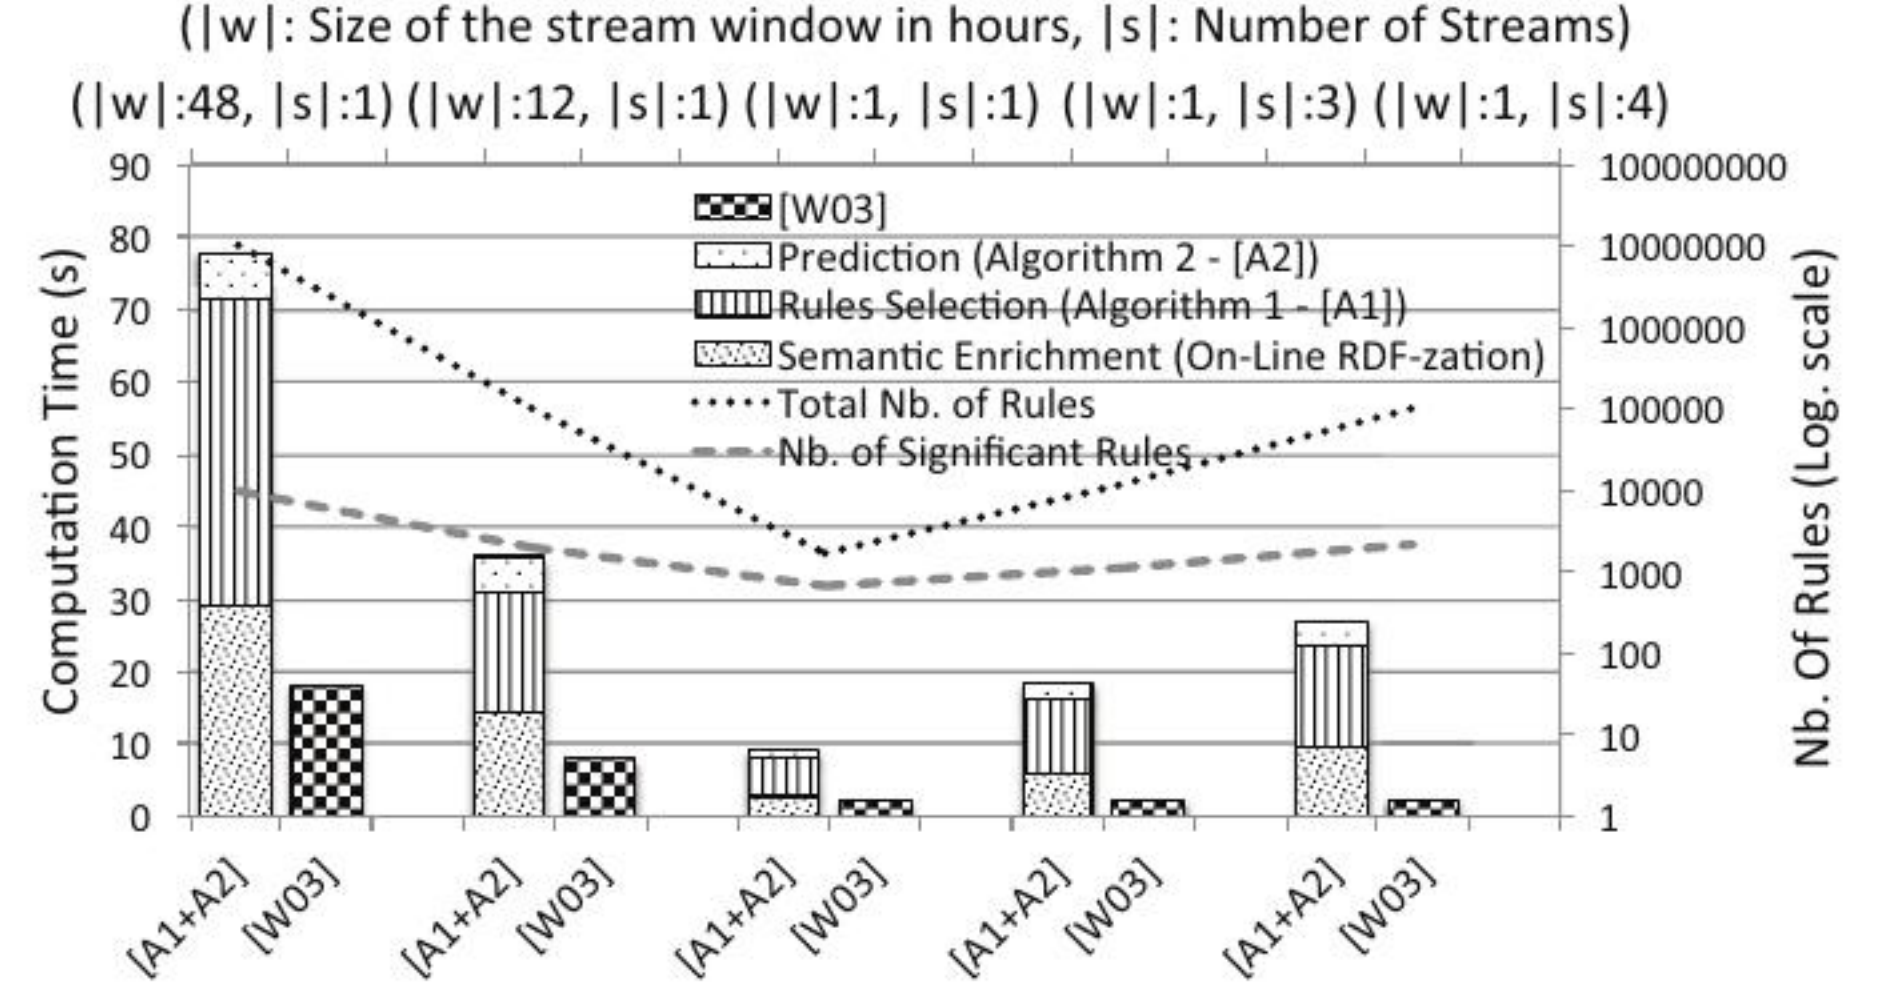 (|w|: Size of the stream window in hours, |s|: Number of Streams)
(|w|:48, |s|:1) (|w|:12, |s|:1) (|w|:1, |s|:1) (|w|:1, |s|:3) (|w|:1, |s|:4)
Computation Time (s)
90
80
70
60
50
40
30
20
10
0
[W03]
Prediction (Algorithm 2 - [A2])
Rules Selection (Algorithm 1 - [A1])
Semantic Enrichment (On-Line RDF-zation)
Total Nb. of Rules
Nb. of Significant Rules
100000000
10000000
1000000
100000
10000
1000
100
10
1
Nb. Of Rules (Log. scale)
[A1+A2] [W03] [A1+A2] [W03] [A1+A2] [W03] [A1+A2] [W03] [A1+A2] [W03]